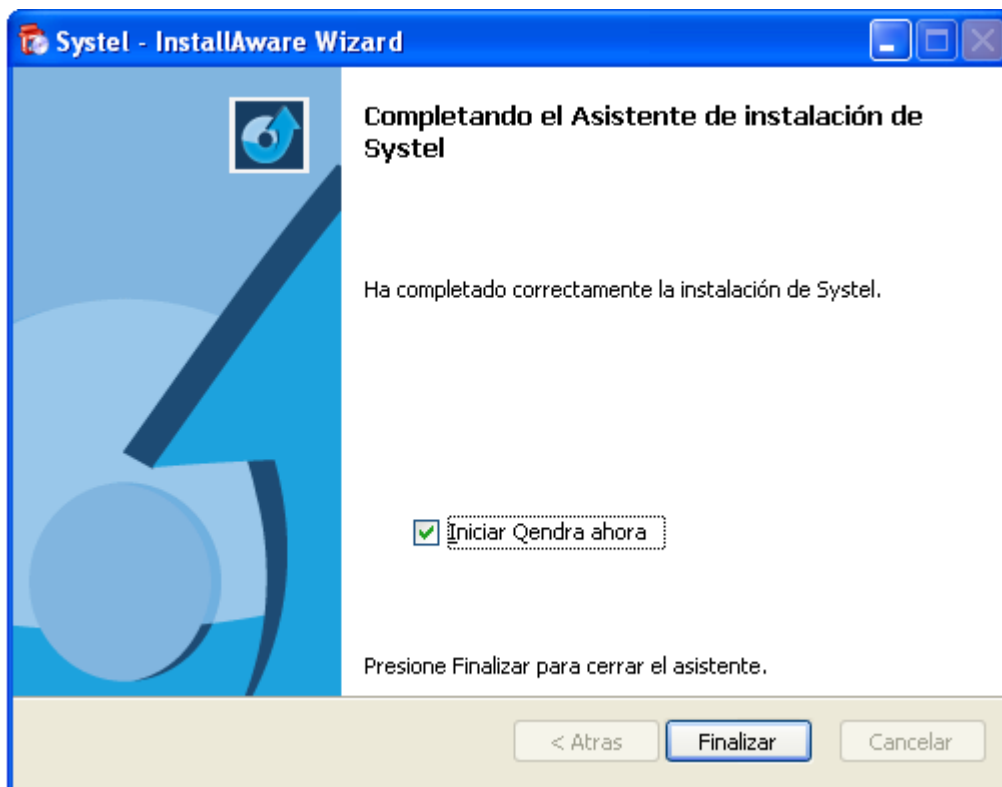 Systel - InstallAware Wizard
Completando el Asistente de instalación de
Systel
Ha completado correctamente la instalación de Systel.
Iniciar Qendra ahora
Presione Finalizar para cerrar el asistente.
< Atras
Finalizar
Cancelar